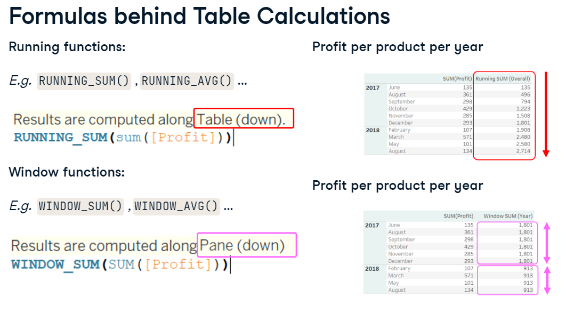 Formulas behind Table Calculations
Running functions:
E.g. RUNNING_SUM() , RUNNING_AVG() ...
Results are computed along Table (down).
RUNNING_SUM(sum([Profit]))
Window functions:
E.g. WINDOW_SUM() , WINDOW_AVG() ...
Results are computed along Pane (down)
WINDOW_SUM(SUM([Profit]))
Profit per product per year
SUM(Profit) Running SUM (Overall)
2017 June 135 135
August 361 496
September 298 794
October 429 1,223
November 285 1,508
December 293 1,801
2018 February 107 1,908
March 571 2,480
May 101 2,580
August 134 2,714
Profit per product per year
SUM(Profit) Window SUM (Year)
2017 June 135 1,801
August 361 1,801
September 298 1,801
October 429 1,801
November 285 1,801
December 293 1,801
2018 February 107 913
March 571 913
May 101 913
August 134 913